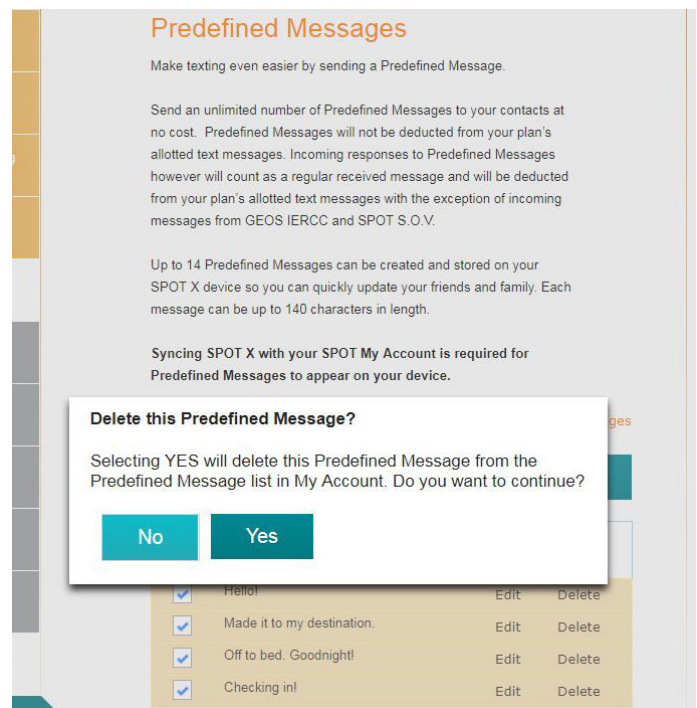 Predefined Messages
Make texting even easier by sending a Predefined Message.
Send an unlimited number of Predefined Messages to your contacts at
no cost. Predefined Messages will not be deducted from your plan's
allotted text messages. Incoming responses to Predefined Messages
however will count as a regular received message and will be deducted
from your plan's allotted text messages with the exception of incoming
messages from GEOS IERCC and SPOT S.O.V.
Up to 14 Predefined Messages can be created and stored on your
SPOT X device so you can quickly update your friends and family. Each
message can be up to 140 characters in length.
Syncing SPOT X with your SPOT My Account is required for
Predefined Messages to appear on your device.
Delete this Predefined Message?
Selecting YES will delete this Predefined Message from the
Predefined Message list in My Account. Do you want to continue?
No Yes
Hello! Edit Delete
Made it to my destination. Edit Delete
Off to bed. Goodnight! Edit Delete
Checking in! Edit Delete